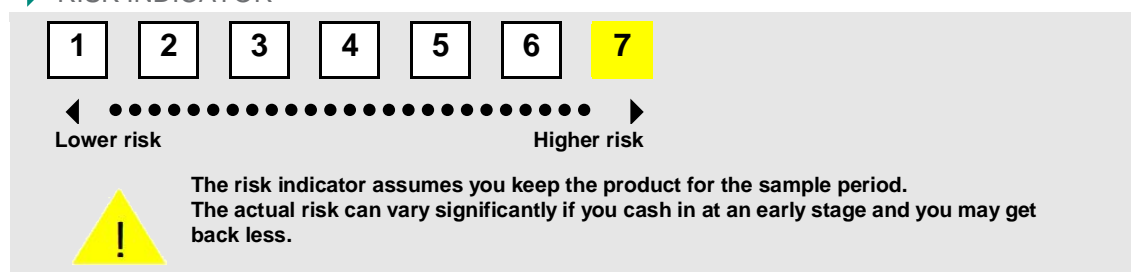 RISK INDICATOR
1 2 3 4 5 6 7
Lower risk Higher risk
The risk indicator assumes you keep the product for the sample period.
The actual risk can vary significantly if you cash in at an early stage and you may get
back less.
!